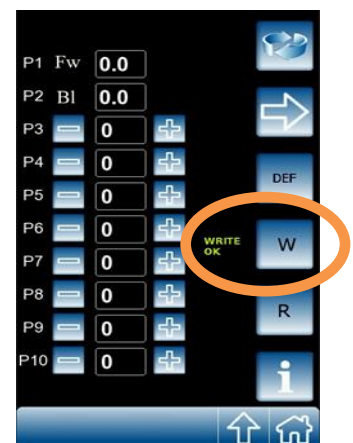 P1 Fw 0.0
P2 Bl 0.0
P3 0
P4 0
DEF
P5 0
P6 0
WRITE OK
W
P7 0
P8 0
R
P9 0
P10 0
i